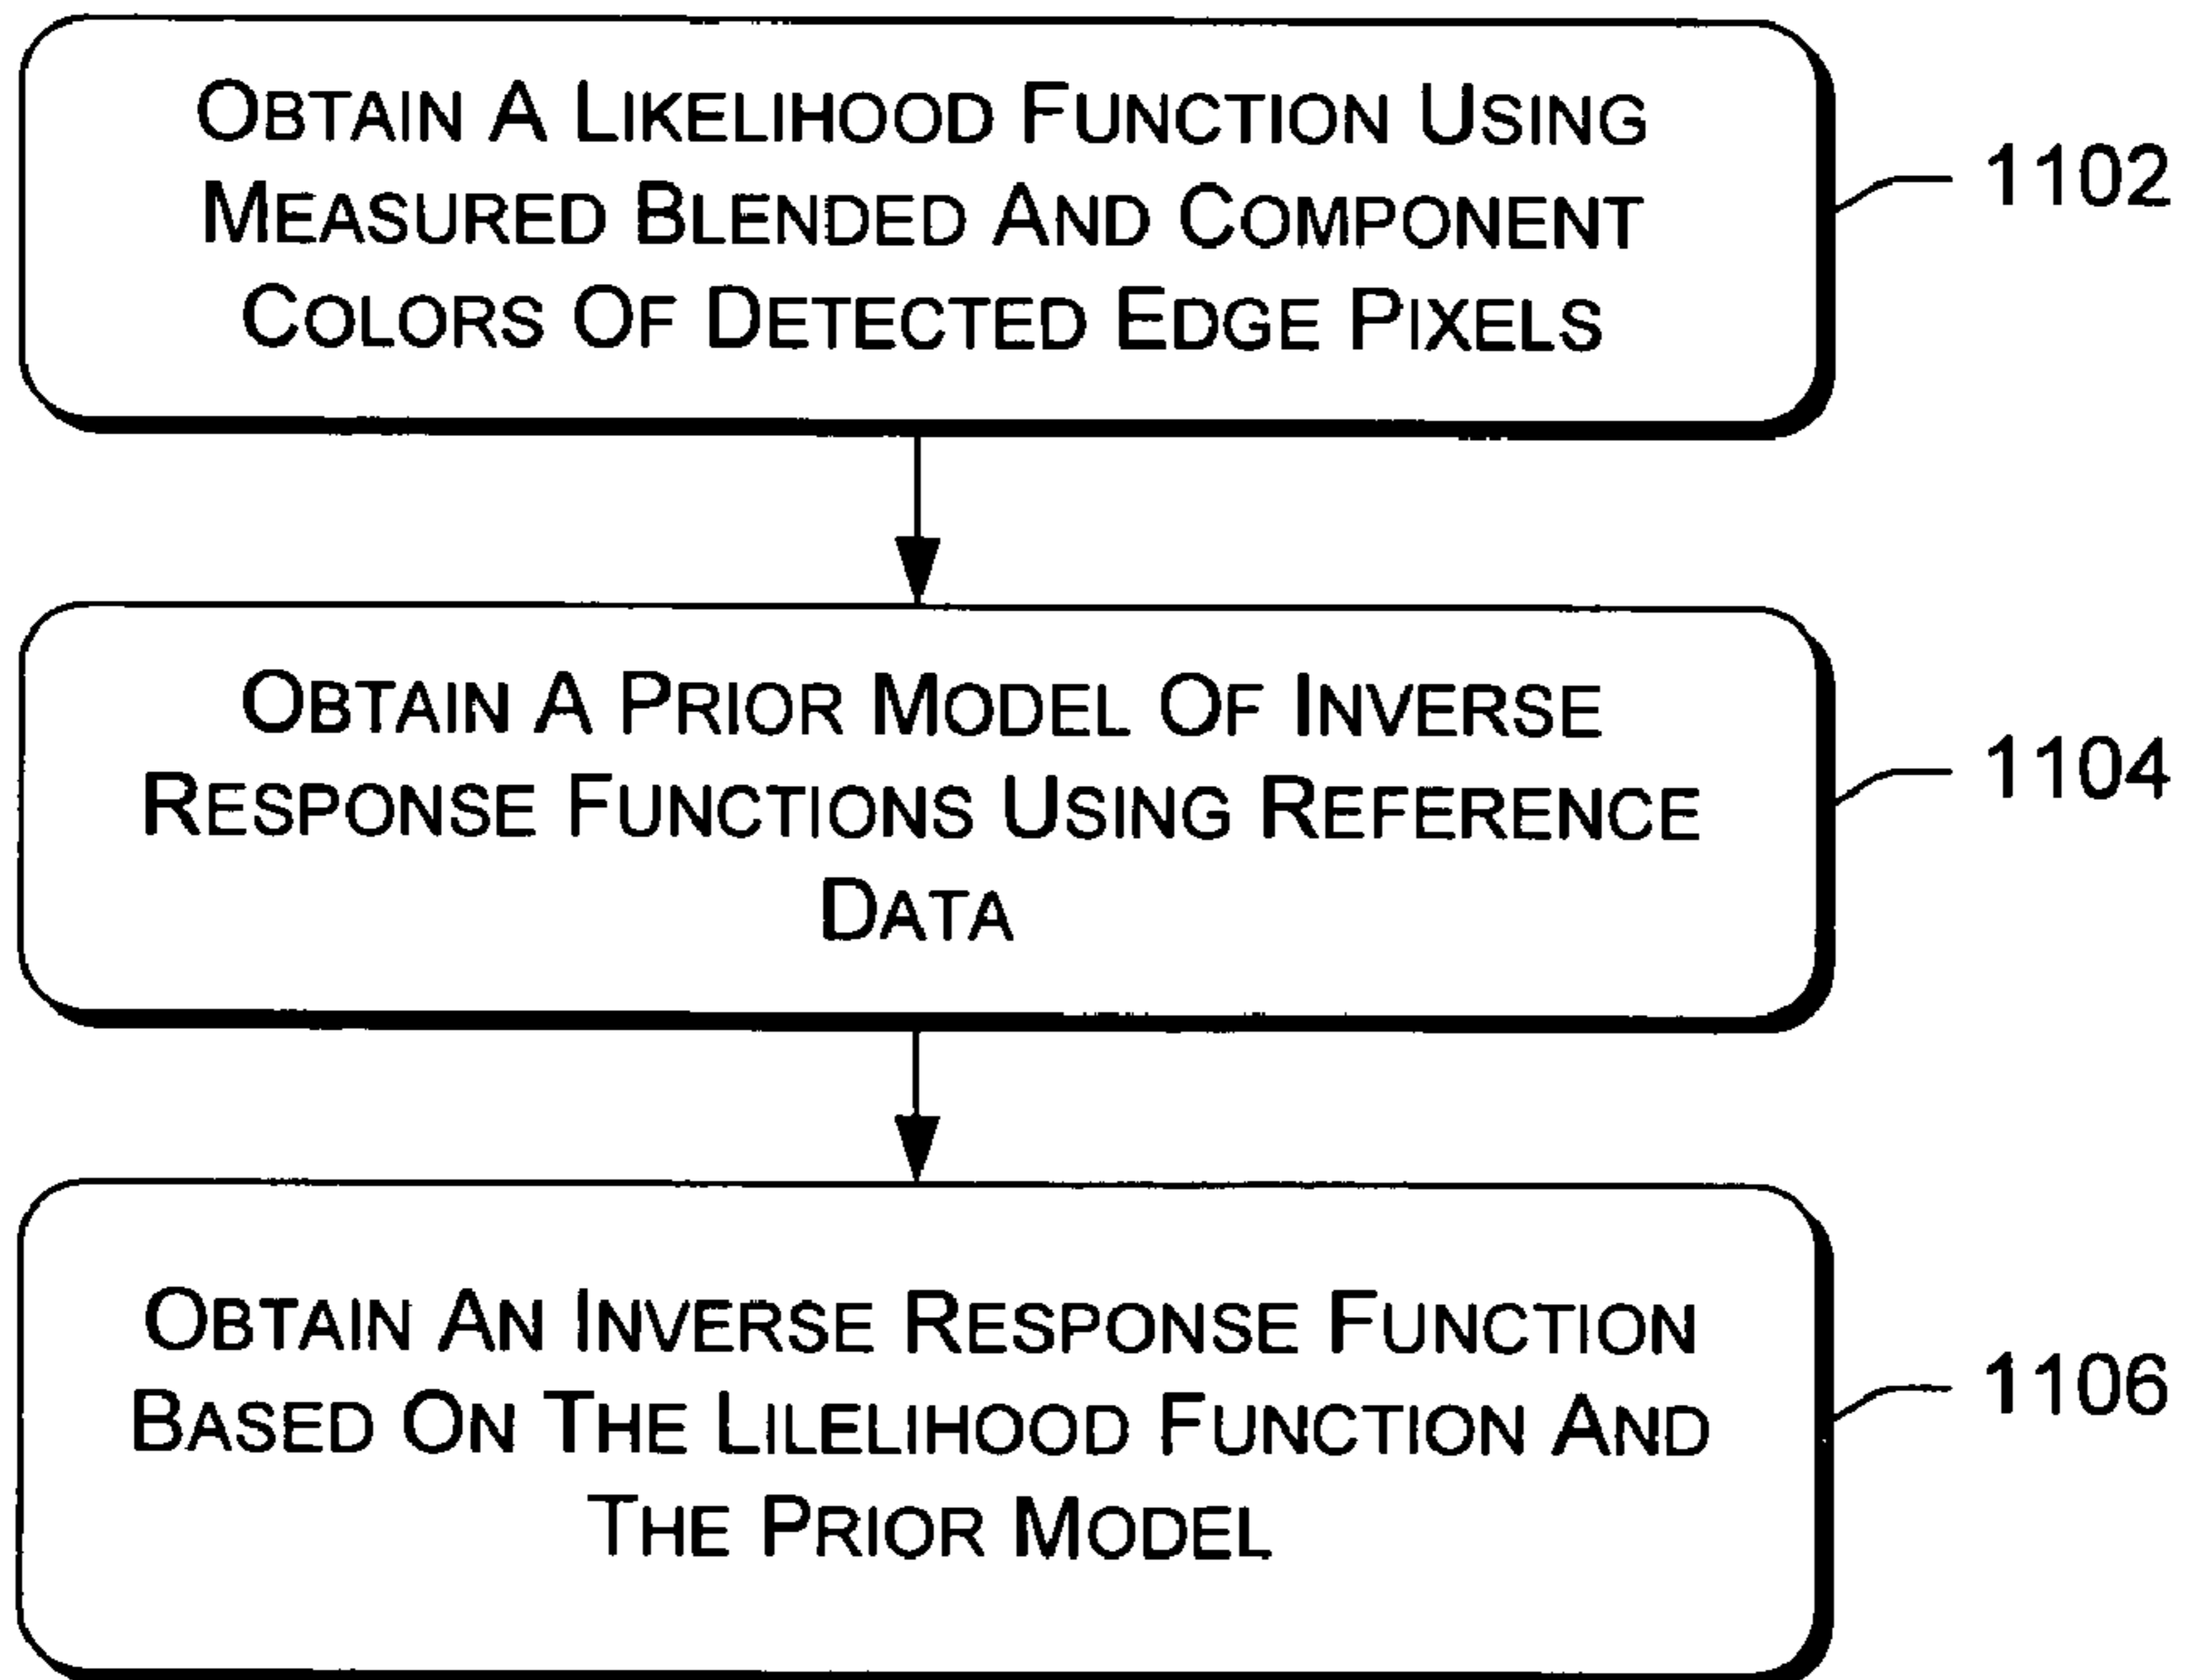 OBTAIN A LIKELIHOOD FUNCTION USING
MEASURED BLENDED AND COMPONENT
COLORS OF DETECTED EDGE PIXELS
1102
OBTAIN A PRIOR MODEL OF INVERSE
RESPONSE FUNCTIONS USING REFERENCE
DATA
1104
OBTAIN AN INVERSE RESPONSE FUNCTION
BASED ON THE LILELIHOOD FUNCTION AND
THE PRIOR MODEL
1106